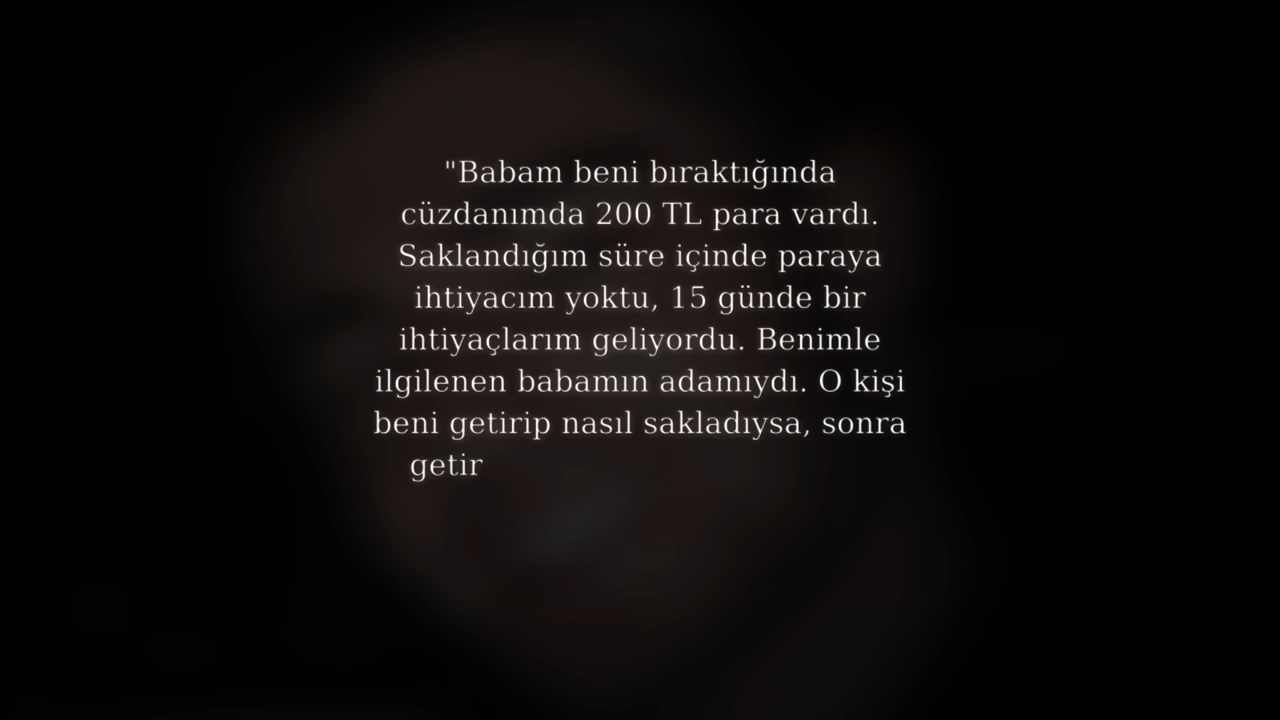 "Babam beni bıraktığında
cüzdanımda 200 TL para vardı.
Saklandığım süre içinde paraya
ihtiyacım yoktu, 15 günde bir
ihtiyaçlarım geliyordu. Benimle
ilgilenen babamın adamıydı. O kişi
beni getirip nasıl sakladıysa, sonra
getir